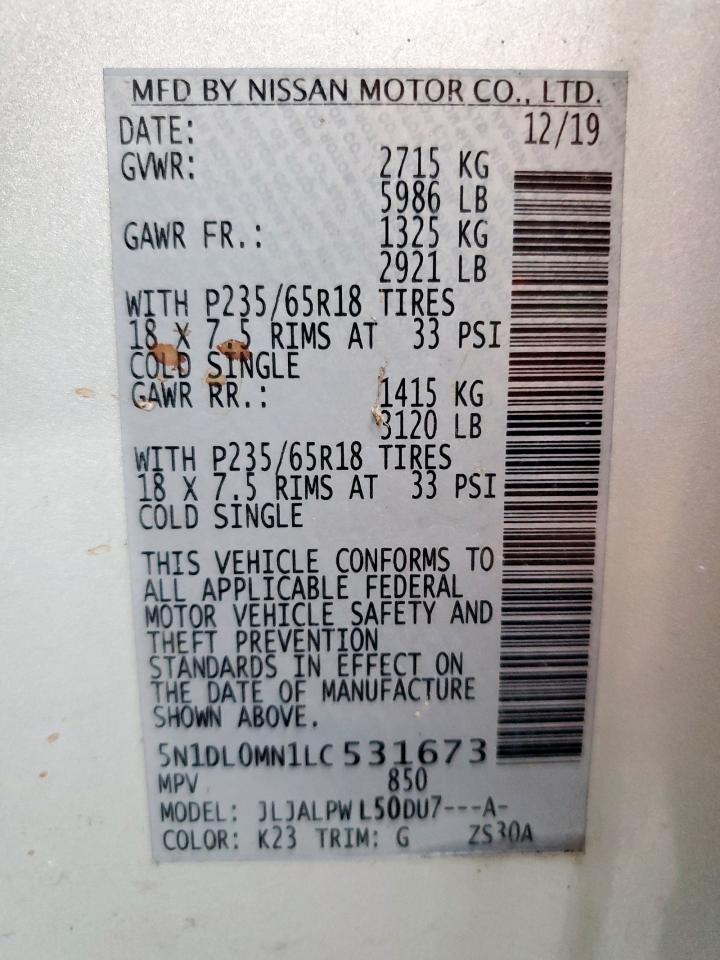 MFD BY NISSAN MOTOR CO., LTD.
DATE: 12/19
GVWR: 2715 KG
5986 LB
GAWR FR.: 1325 KG
2921 LB
WITH P235/65R18 TIRES
18 X 7.5 RIMS AT 33 PSI
COLD SINGLE
GAWR RR.: 1415 KG
3120 LB
WITH P235/65R18 TIRES
18 X 7.5 RIMS AT 33 PSI
COLD SINGLE
THIS VEHICLE CONFORMS TO
ALL APPLICABLE FEDERAL
MOTOR VEHICLE SAFETY AND
THEFT PREVENTION
STANDARDS IN EFFECT ON
THE DATE OF MANUFACTURE
SHOWN ABOVE.
5N1DL0MN1LC531673
MPV 850
MODEL: JLJALPW L50DU7---A-
COLOR: K23 TRIM: G ZS30A